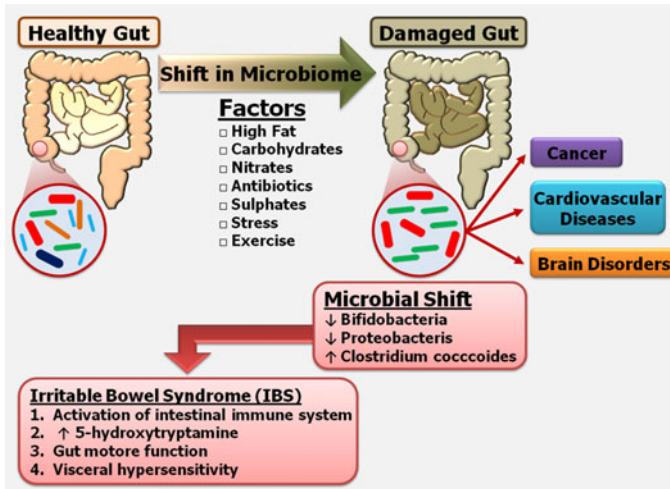 Healthy Gut
Damaged Gut
Shift in Microbiome
Factors
□ High Fat
□ Carbohydrates
□ Nitrates
□ Antibiotics
□ Sulphates
□ Stress
□ Exercise
Cancer
Cardiovascular
Diseases
Brain Disorders
Microbial Shift
↓ Bifidobacteria
↓ Proteobacteris
↑ Clostridium cocccoides
Irritable Bowel Syndrome (IBS)
1. Activation of intestinal immune system
2. ↑ 5-hydroxytryptamine
3. Gut motore function
4. Visceral hypersensitivity